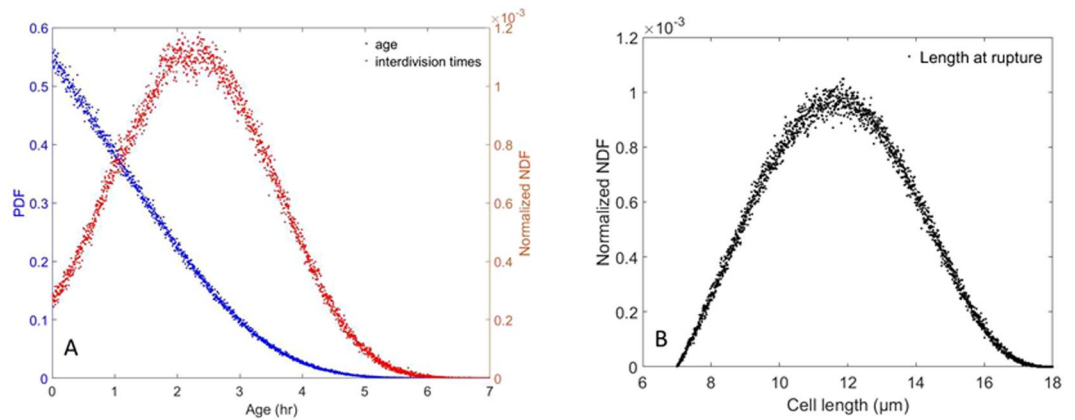 ×10⁻³
0.6
0.5
0.4
0.3
0.2
0.1
0
PDF
A
age
interdivision times
1.2
1
0.8
0.6
0.4
0.2
0
Normalized NDF
0 1 2 3 4 5 6 7
Age (hr)
×10⁻³
1.2
1
0.8
0.6
0.4
0.2
0
Normalized NDF
Length at rupture
B
6 8 10 12 14 16 18
Cell length (μm)